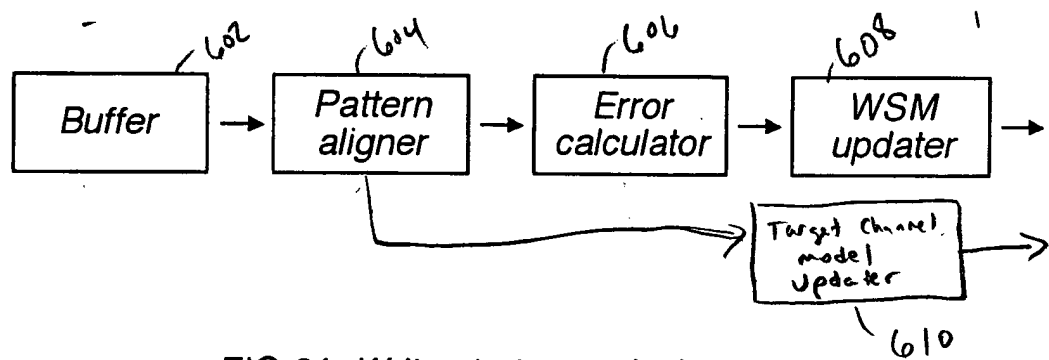 602
604
606
608
Buffer
Pattern
aligner
Error
calculator
WSM
updater
Target Channel
model
updater
610